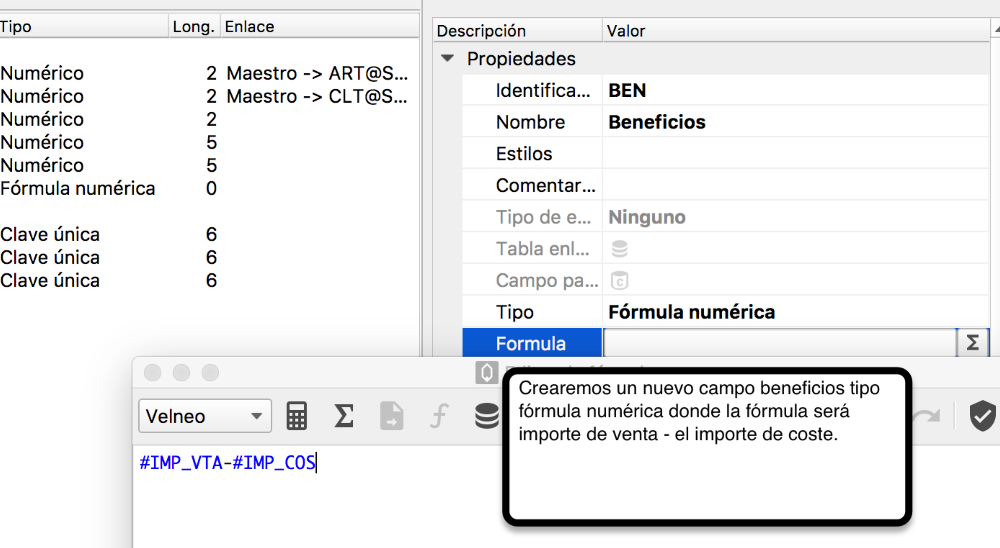 Tipo Long. Enlace
Numérico 2 Maestro -> ART@S...
Numérico 2 Maestro -> CLT@S...
Numérico 2
Numérico 5
Numérico 5
Fórmula numérica 0
Clave única 6
Clave única 6
Clave única 6
Descripción Valor
Propiedades
Identifica... BEN
Nombre Beneficios
Estilos
Comentar...
Tipo de e... Ninguno
Tabla enl...
Campo pa...
Tipo Fórmula numérica
Formula Σ
Velneo Σ f
#IMP_VTA-#IMP_COS
Crearemos un nuevo campo beneficios tipo
fórmula numérica donde la fórmula será
importe de venta - el importe de coste.